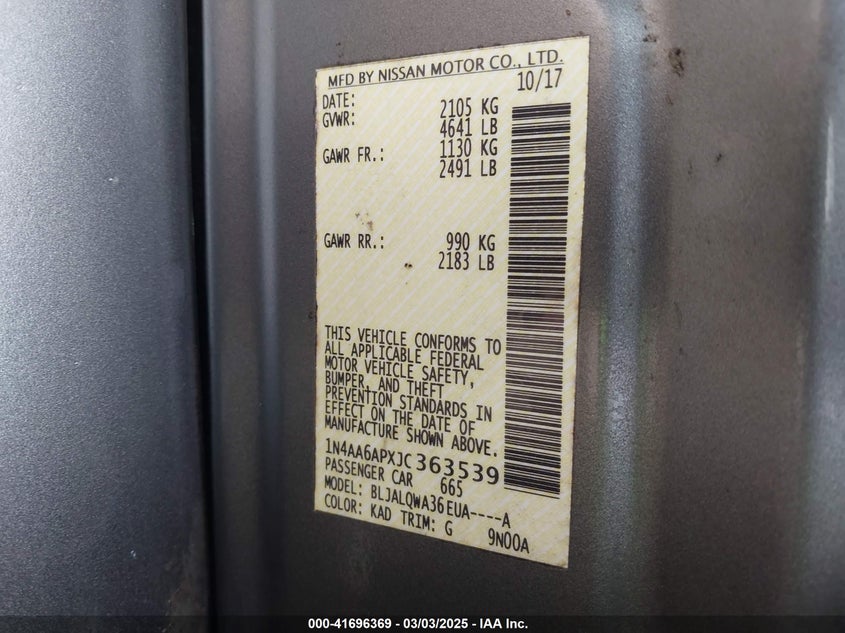 MFD BY NISSAN MOTOR CO., LTD.
DATE: 10/17
GVWR: 2105 KG
4641 LB
GAWR FR.: 1130 KG
2491 LB
GAWR RR.: 990 KG
2183 LB
THIS VEHICLE CONFORMS TO
ALL APPLICABLE FEDERAL
MOTOR VEHICLE SAFETY,
BUMPER, AND THEFT
PREVENTION STANDARDS IN
EFFECT ON THE DATE OF
MANUFACTURE SHOWN ABOVE.
1N4AA6APXJC363539
PASSENGER CAR 665
MODEL: BLJALQWA36EUA----A
COLOR: KAD TRIM: G 9N00A
000-41696369 — 03/03/2025 — IAA Inc.